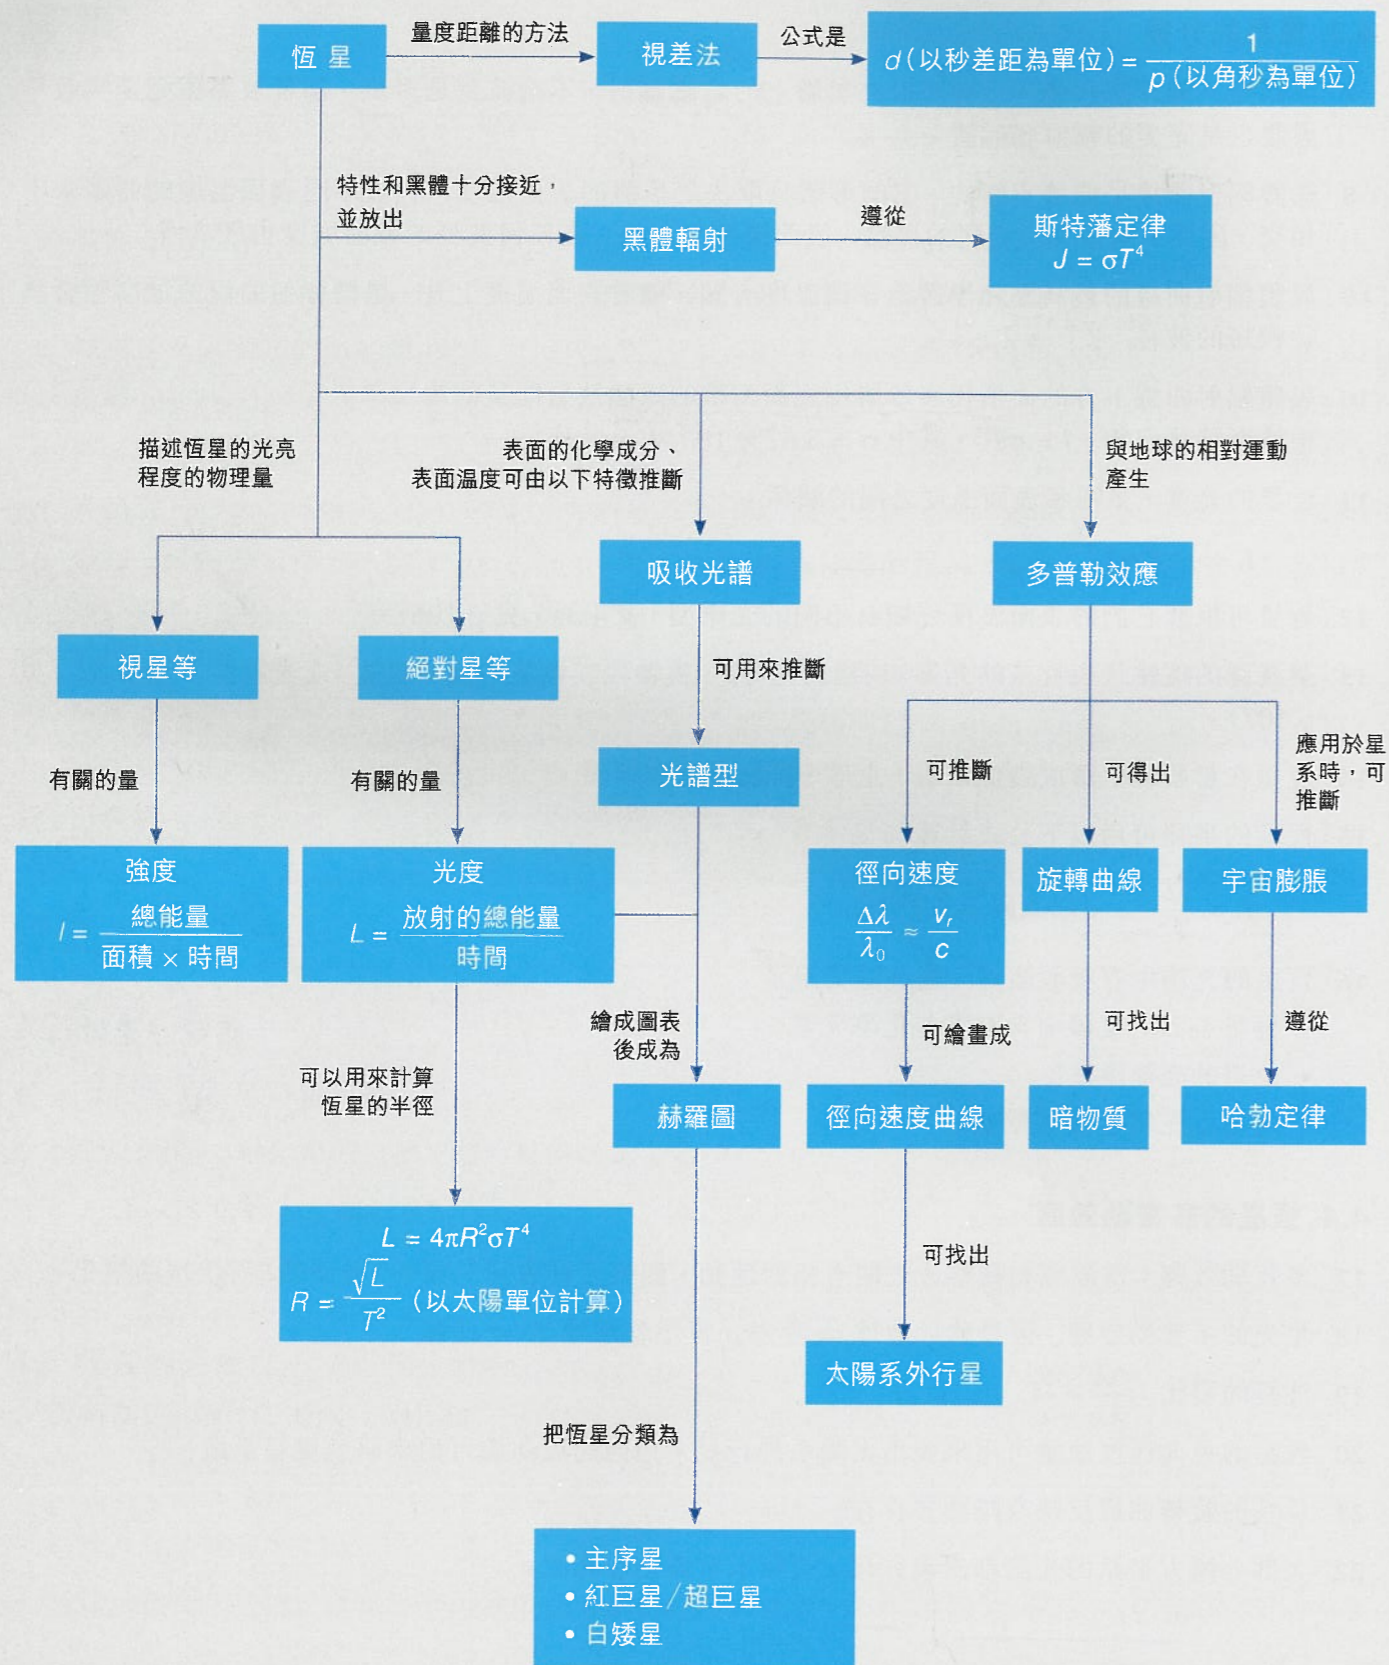 恆星
量度距離的方法
視差法
公式是
d(以秒差距為單位) = 1 / p(以角秒為單位)
特性和黑體十分接近，
並放出
黑體輻射
遵從
斯特藩定律
J = σT⁴
描述恆星的光亮
程度的物理量
表面的化學成分、
表面温度可由以下特徵推斷
與地球的相對運動
產生
吸收光譜
多普勒效應
視星等
絕對星等
可用來推斷
有關的量
有關的量
光譜型
可推斷
可得出
應用於星
系時，可
推斷
強度
I = 總能量 / 面積 × 時間
光度
L = 放射的總能量 / 時間
徑向速度
Δλ / λ₀ ≈ vᵣ / c
旋轉曲線
宇宙膨脹
繪成圖表
後成為
可繪畫成
可找出
遵從
可以用來計算
恆星的半徑
赫羅圖
徑向速度曲線
暗物質
哈勃定律
L = 4πR²σT⁴
R = √L / T² (以太陽單位計算)
可找出
太陽系外行星
把恆星分類為
• 主序星
• 紅巨星/超巨星
• 白矮星